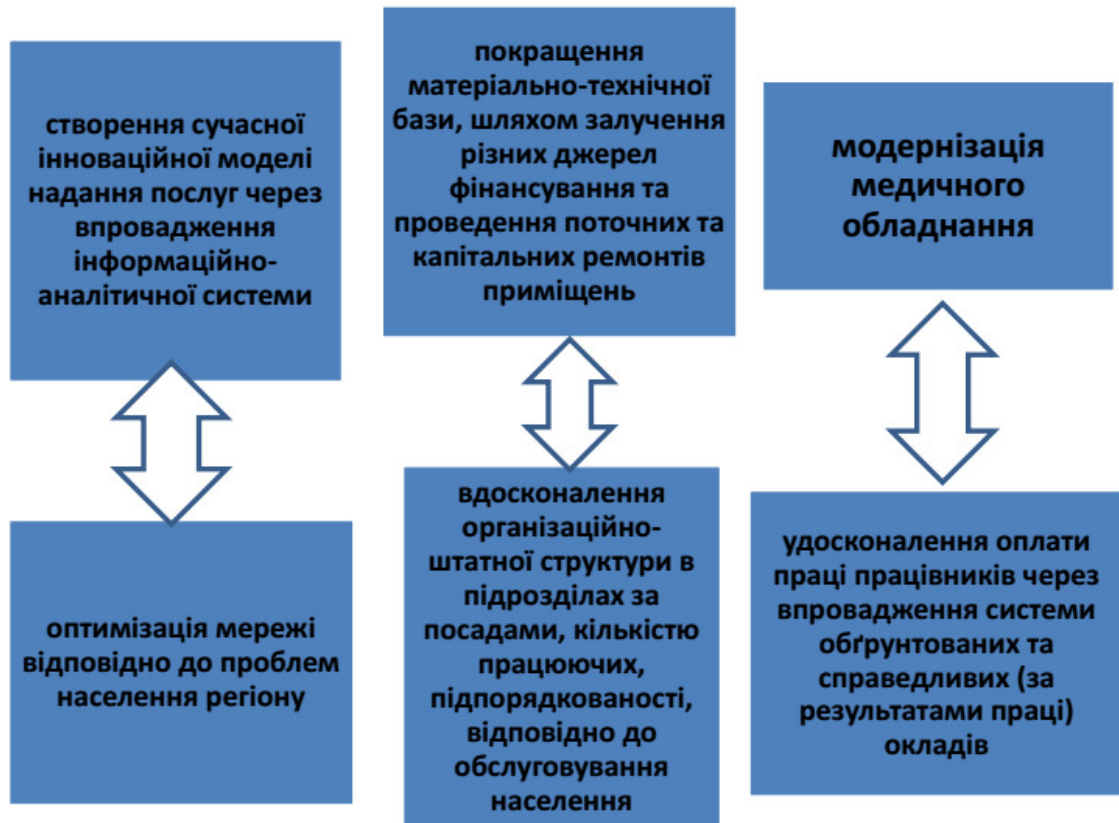 створення сучасної
інноваційної моделі
надання послуг через
впровадження
інформаційно-
аналітичної системи
покращення
матеріально-технічної
бази, шляхом залучення
різних джерел
фінансування та
проведення поточних та
капітальних ремонтів
приміщень
модернізація
медичного
обладнання
оптимізація мережі
відповідно до проблем
населення регіону
вдосконалення
організаційно-
штатної структури в
підрозділах за
посадами, кількістю
працюючих,
підпорядкованості,
відповідно до
обслуговування
населення
удосконалення оплати
праці працівників через
впровадження системи
обґрунтованих та
справедливих (за
результатами праці)
окладів